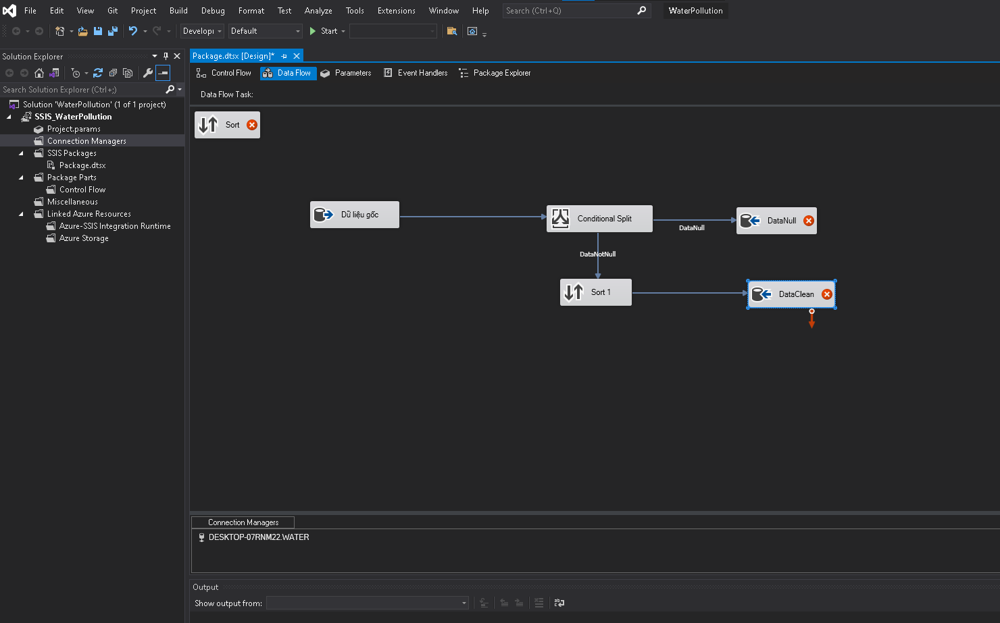 File Edit View Git Project Build Debug Format Test Analyze Tools Extensions Window Help Search (Ctrl+Q) WaterPollution
Developi Default Start
Solution Explorer
Package.dtsx [Design]*
Control Flow Data Flow Parameters Event Handlers Package Explorer
Search Solution Explorer (Ctrl+;)
Data Flow Task:
Solution 'WaterPollution' (1 of 1 project)
SSIS_WaterPollution
Project.params
Connection Managers
SSIS Packages
Package.dtsx
Package Parts
Control Flow
Miscellaneous
Linked Azure Resources
Azure-SSIS Integration Runtime
Azure Storage
Sort
Dữ liệu gốc
Conditional Split
DataNull
DataNull
DataNotNull
Sort 1
DataClean
Connection Managers
DESKTOP-07RNM22.WATER
Output
Show output from: